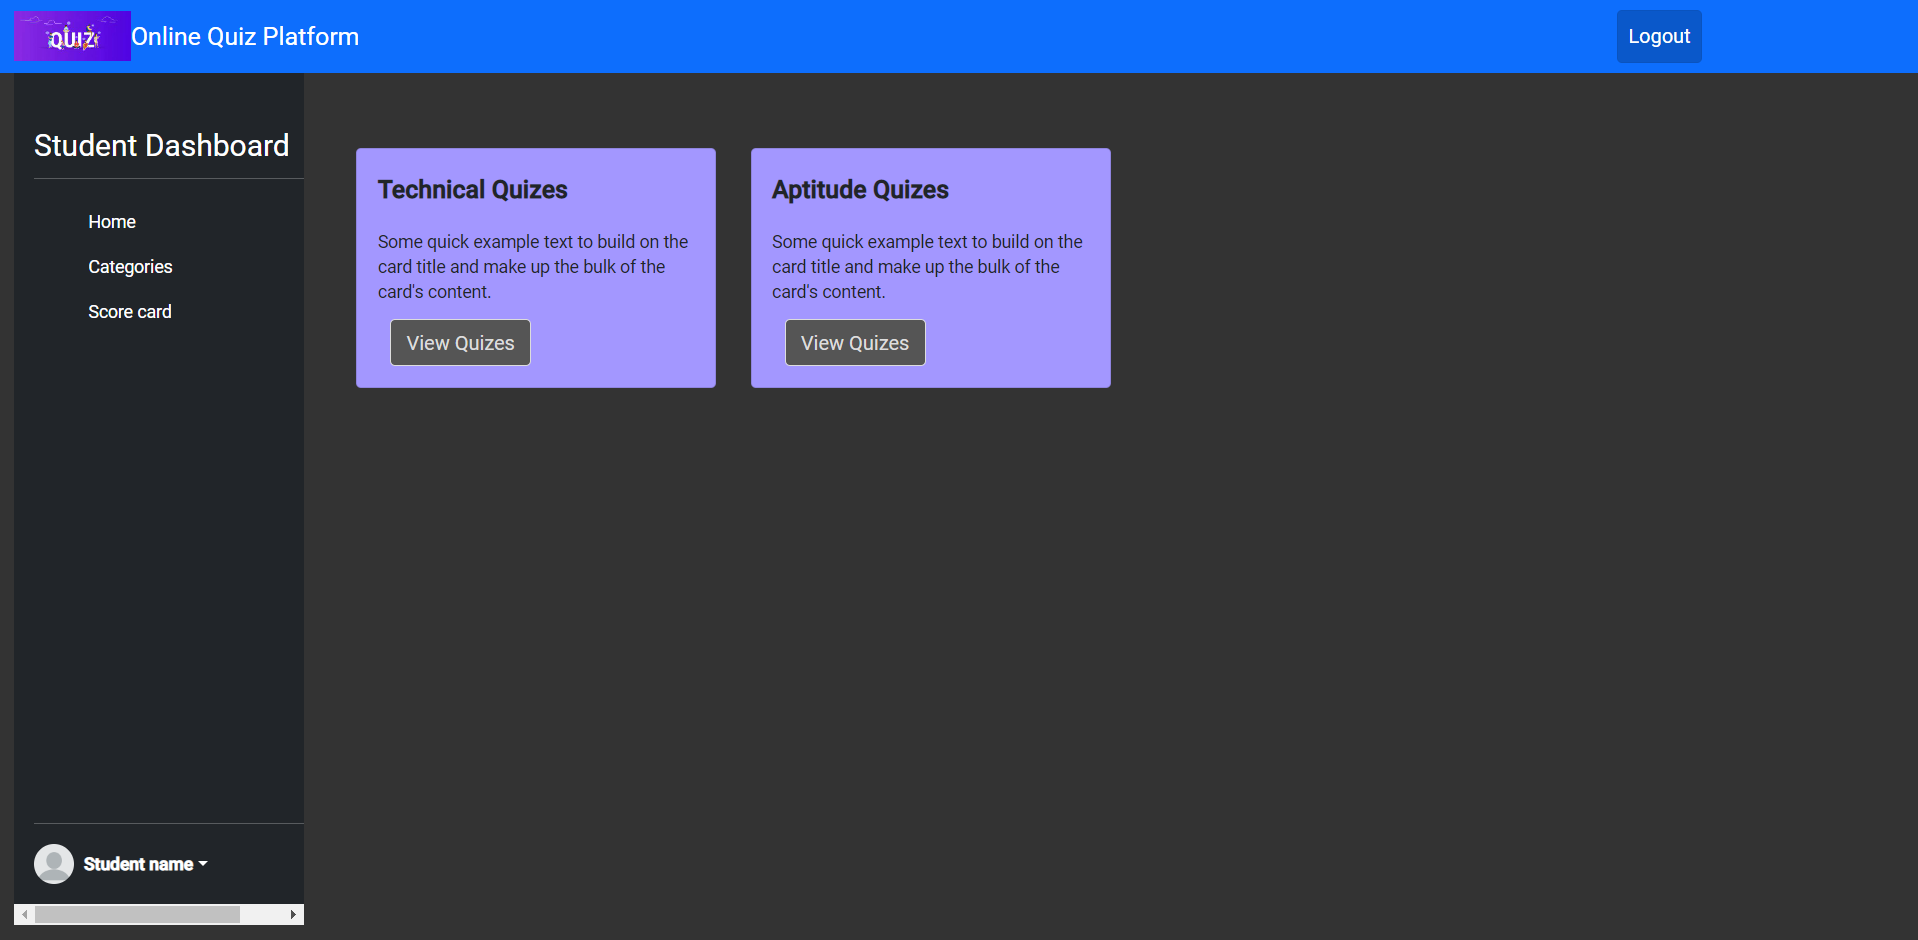 QUIZ
Online Quiz Platform
Logout
Student Dashboard
Home
Categories
Score card
Technical Quizes
Some quick example text to build on the
card title and make up the bulk of the
card's content.
View Quizes
Aptitude Quizes
Some quick example text to build on the
card title and make up the bulk of the
card's content.
View Quizes
Student name